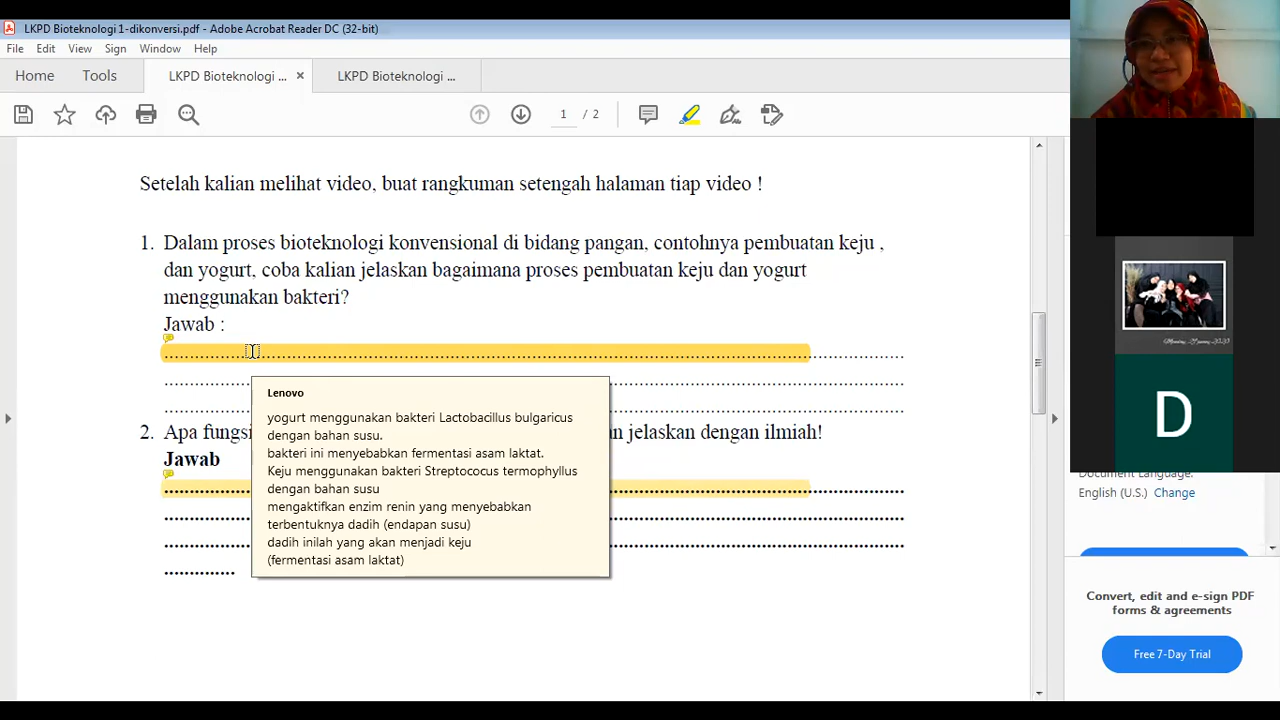 LKPD Bioteknologi 1-dikonversi.pdf - Adobe Acrobat Reader DC (32-bit)
File Edit View Sign Window Help
Home Tools LKPD Bioteknologi ... × LKPD Bioteknologi ...
1 / 2
Setelah kalian melihat video, buat rangkuman setengah halaman tiap video !
1. Dalam proses bioteknologi konvensional di bidang pangan, contohnya pembuatan keju ,
dan yogurt, coba kalian jelaskan bagaimana proses pembuatan keju dan yogurt
menggunakan bakteri?
Jawab :
Lenovo
yogurt menggunakan bakteri Lactobacillus bulgaricus
dengan bahan susu.
bakteri ini menyebabkan fermentasi asam laktat.
Keju menggunakan bakteri Streptococus termophyllus
dengan bahan susu
mengaktifkan enzim renin yang menyebabkan
terbentuknya dadih (endapan susu)
dadih inilah yang akan menjadi keju
(fermentasi asam laktat)
2. Apa fungsi jelaskan dengan ilmiah!
Jawab
D
Document Language:
English (U.S.) Change
Convert, edit and e-sign PDF
forms & agreements
Free 7-Day Trial